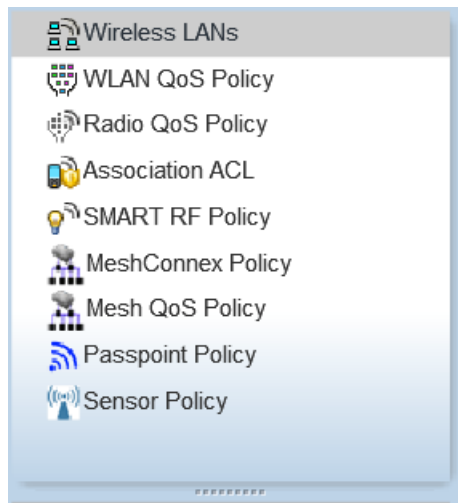 Wireless LANs
WLAN QoS Policy
Radio QoS Policy
Association ACL
SMART RF Policy
MeshConnex Policy
Mesh QoS Policy
Passpoint Policy
Sensor Policy